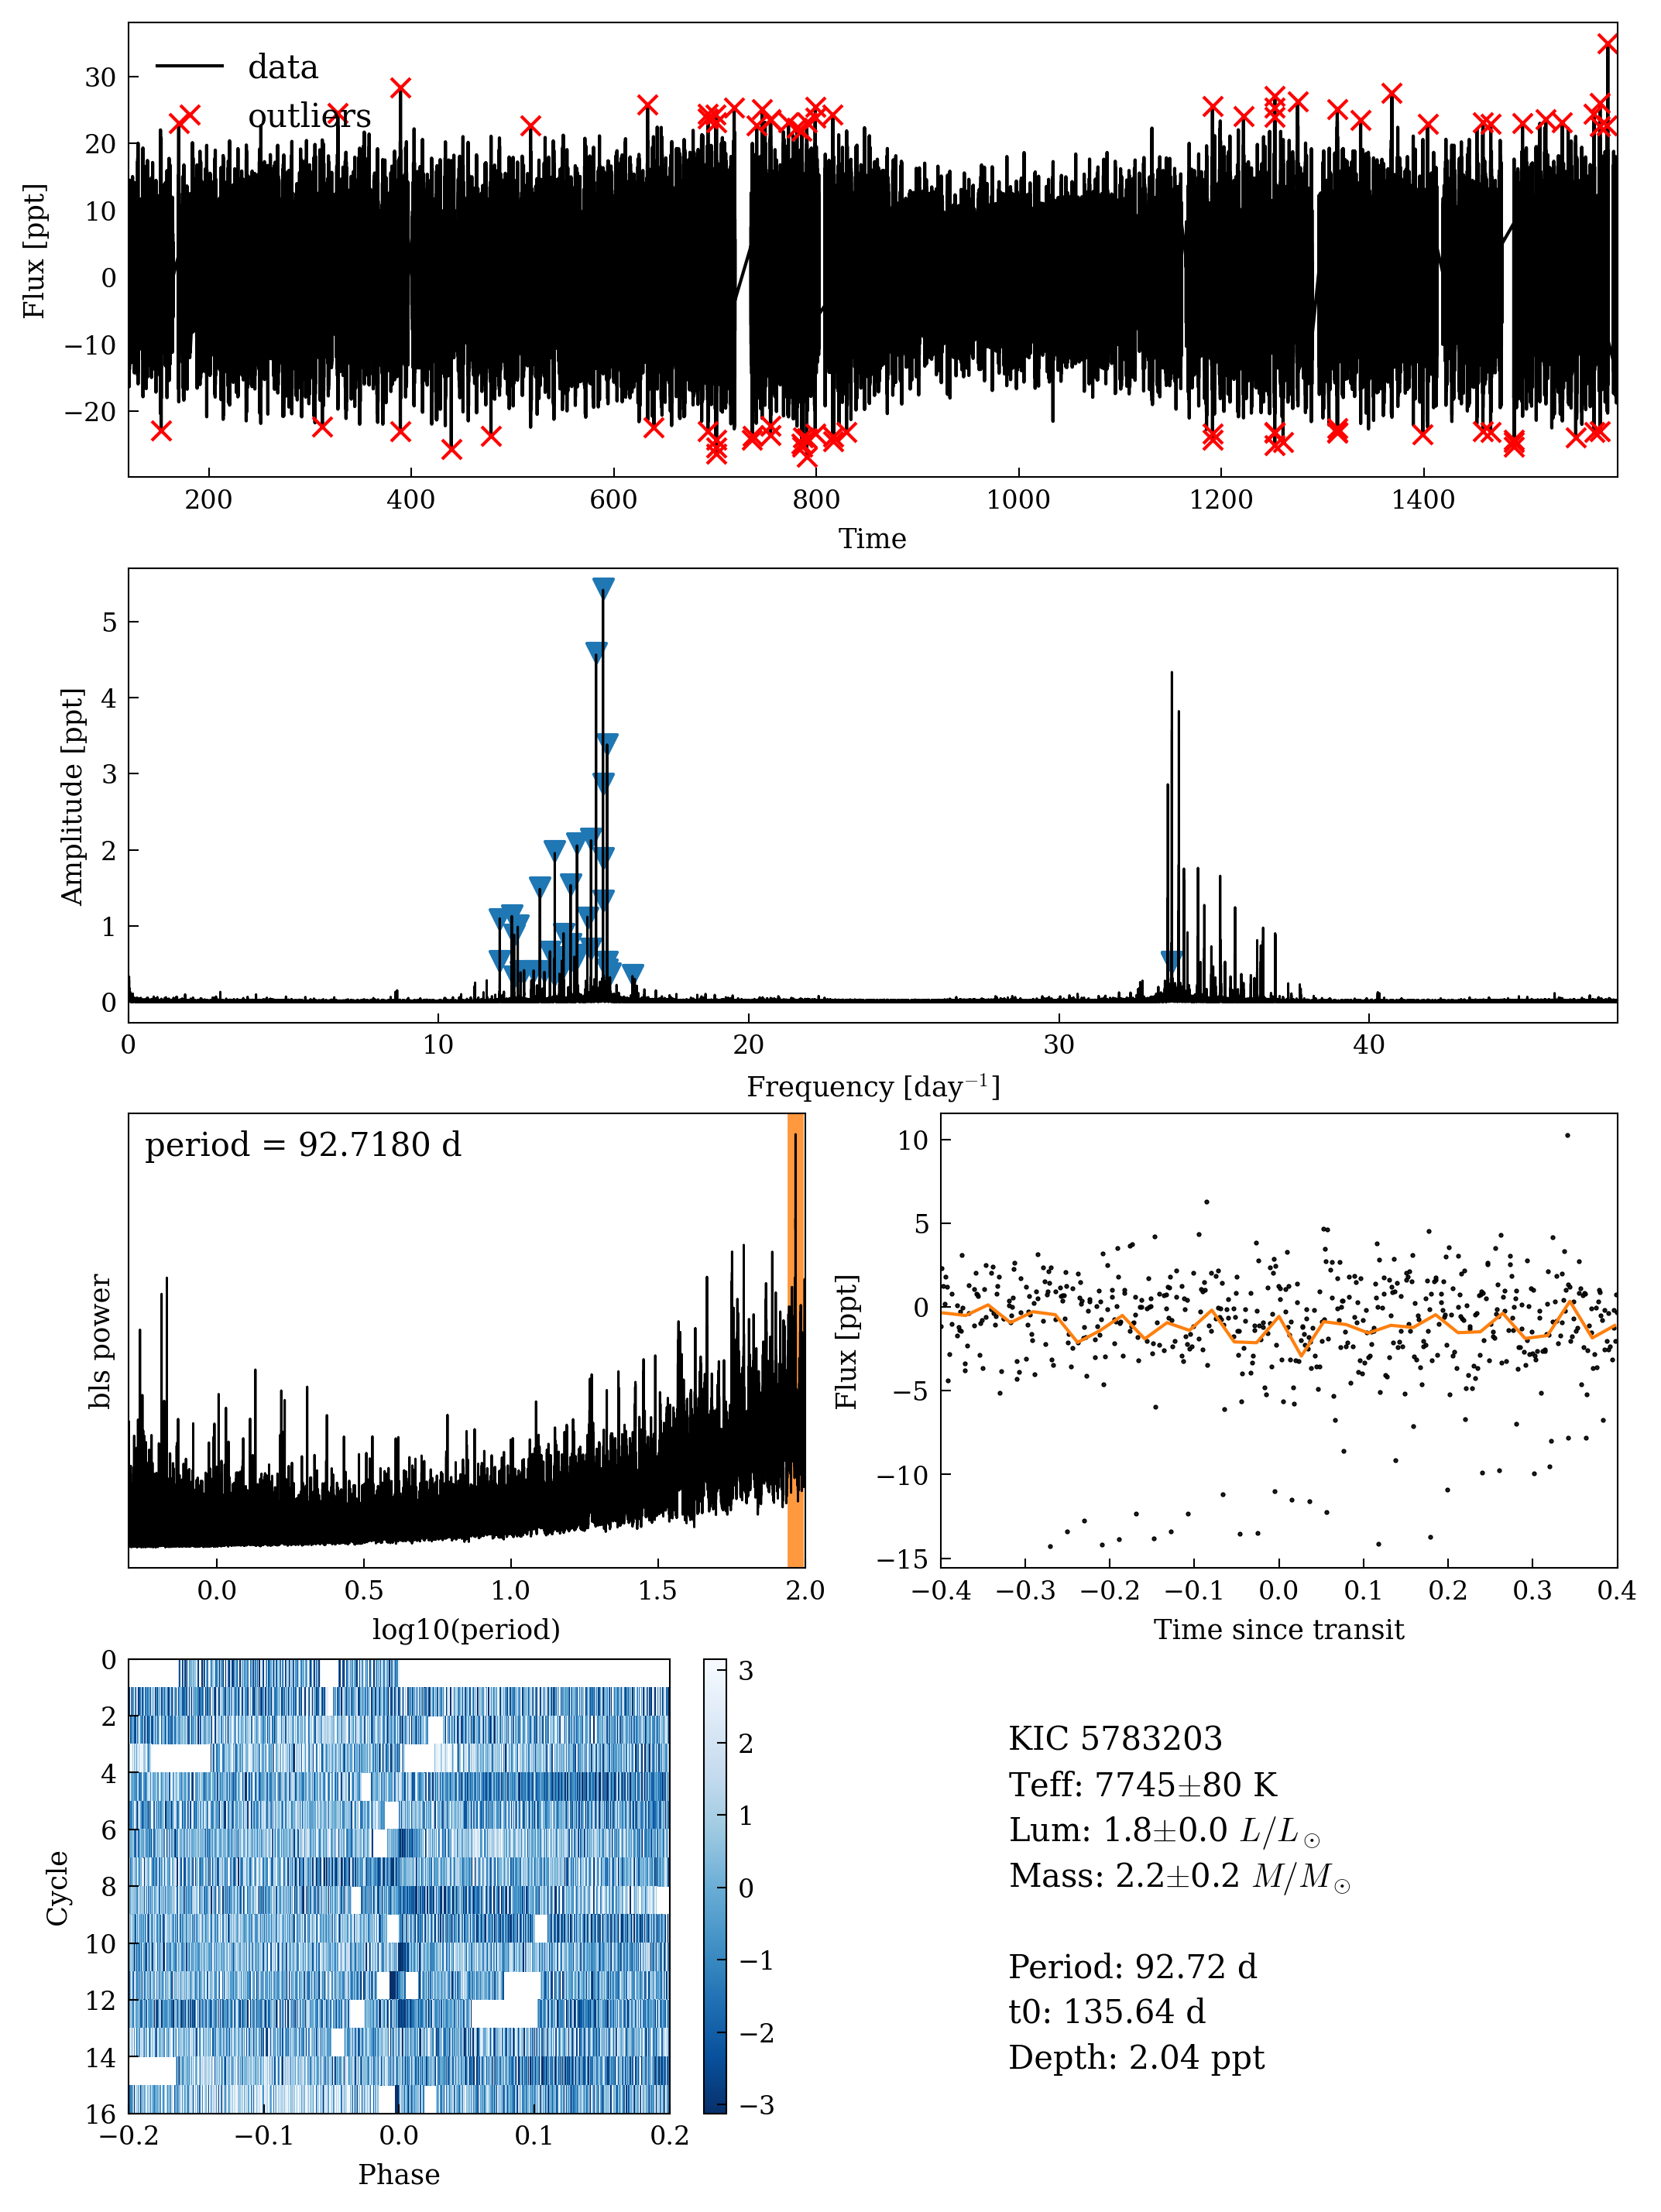 data
outliers
30
20
10
0
−10
−20
Flux [ppt]
200 400 600 800 1000 1200 1400
Time
5
4
3
2
1
0
Amplitude [ppt]
0 10 20 30 40
Frequency [day⁻¹]
period = 92.7180 d
bls power
0.0 0.5 1.0 1.5 2.0
log10(period)
10
5
0
−5
−10
−15
Flux [ppt]
−0.4 −0.3 −0.2 −0.1 0.0 0.1 0.2 0.3 0.4
Time since transit
0
2
4
6
8
10
12
14
16
Cycle
−0.2 −0.1 0.0 0.1 0.2
Phase
3
2
1
0
−1
−2
−3
KIC 5783203
Teff: 7745±80 K
Lum: 1.8±0.0 L/L⊙
Mass: 2.2±0.2 M/M⊙
Period: 92.72 d
t0: 135.64 d
Depth: 2.04 ppt